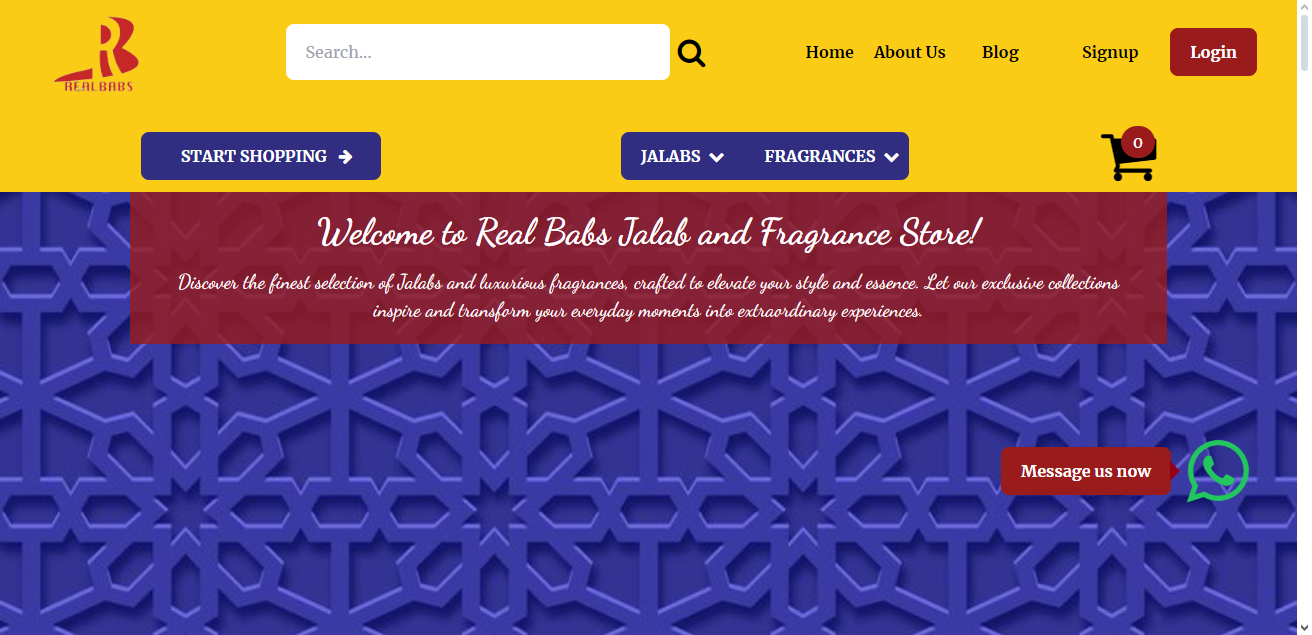 REALBABS
Search...
Home
About Us
Blog
Signup
Login
START SHOPPING
JALABS
FRAGRANCES
0
Welcome to Real Babs Jalab and Fragrance Store!
Discover the finest selection of Jalabs and luxurious fragrances, crafted to elevate your style and essence. Let our exclusive collections
inspire and transform your everyday moments into extraordinary experiences.
Message us now